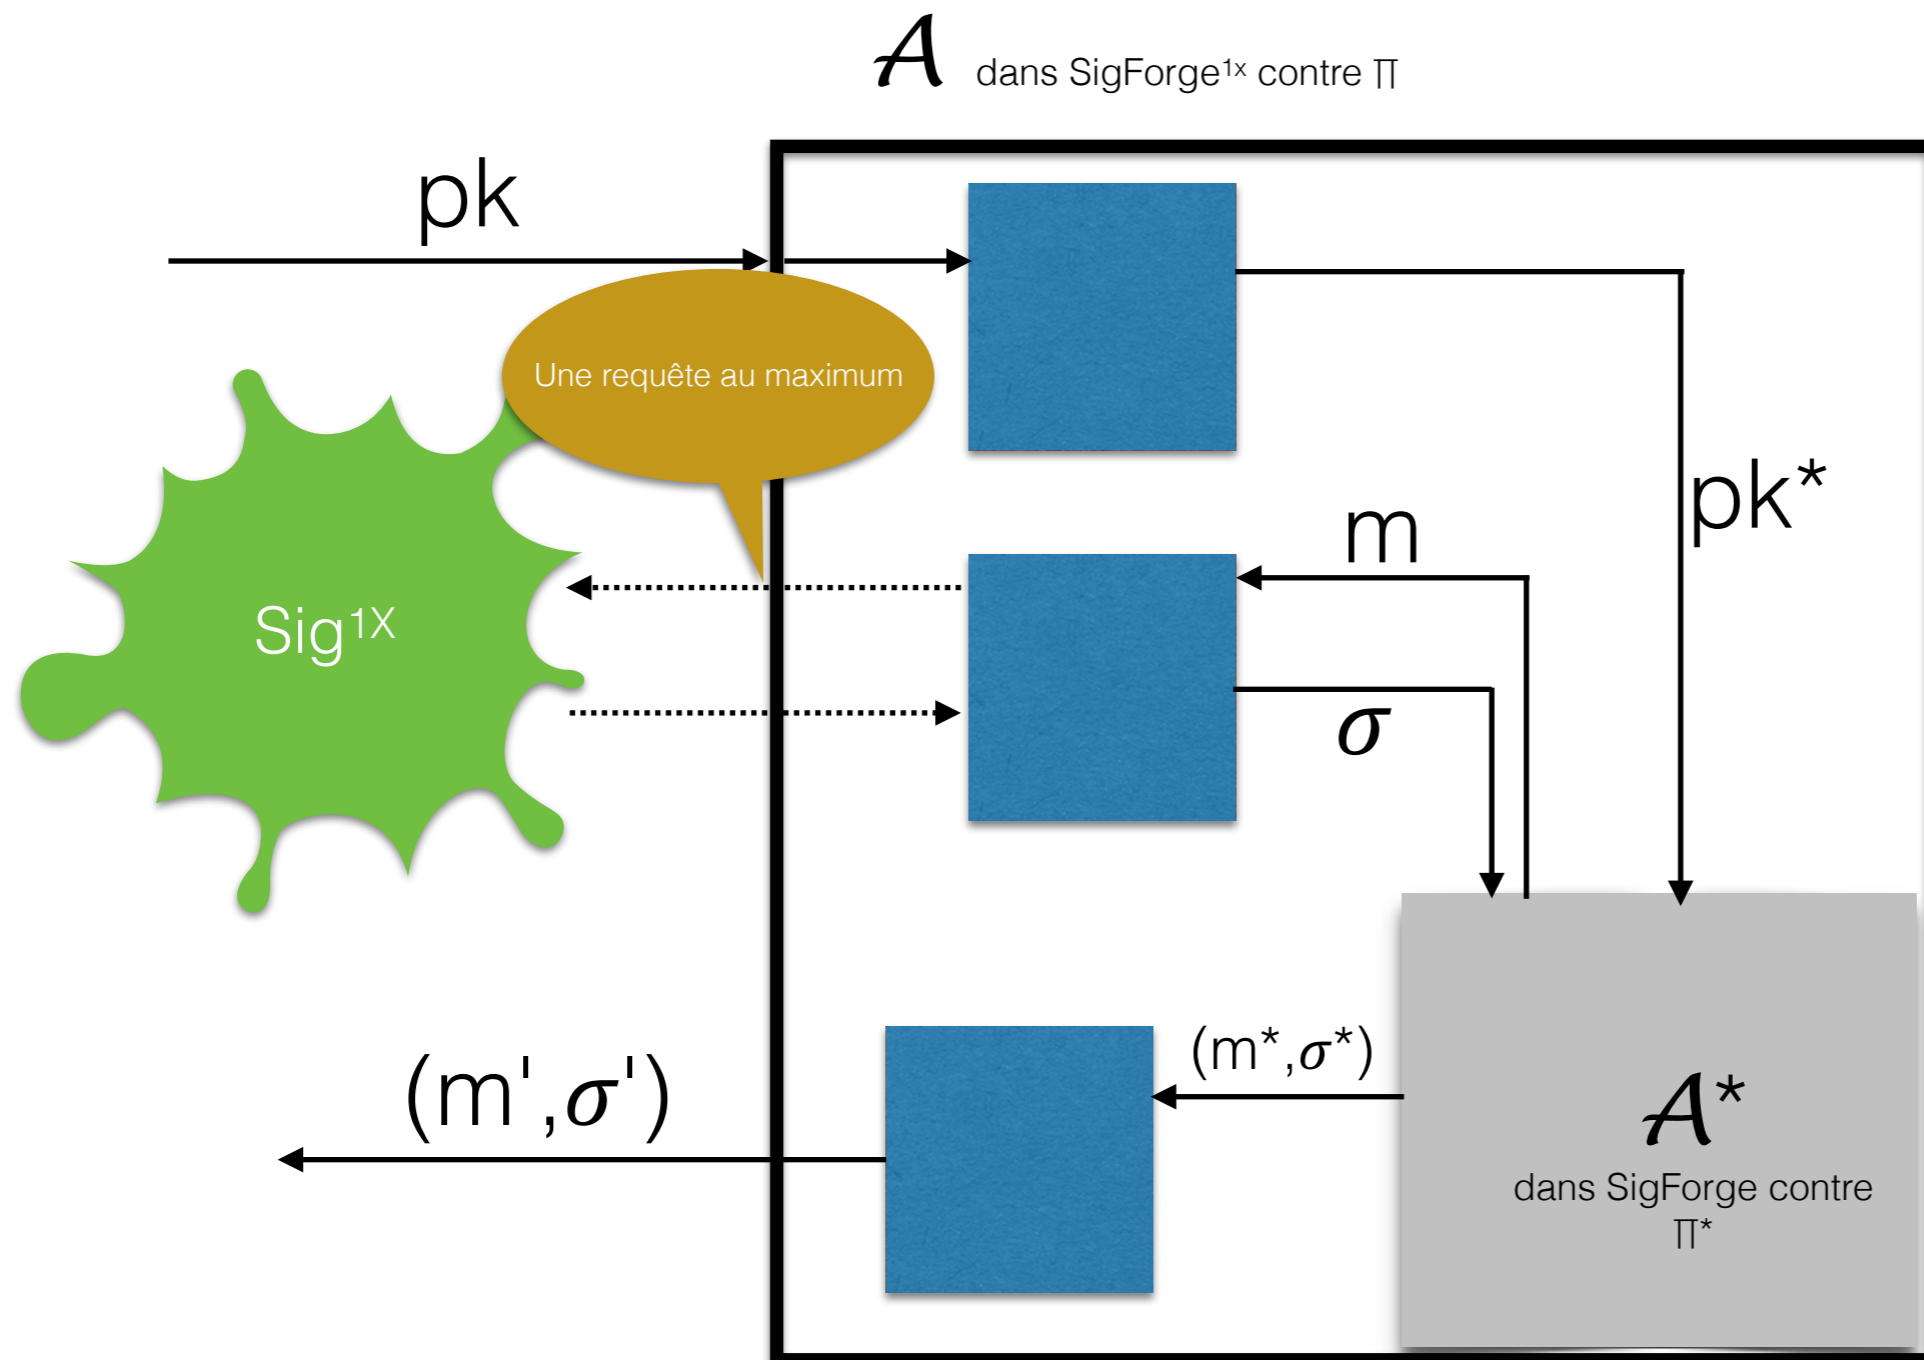 𝒜 dans SigForge¹ˣ contre ∏
pk
Une requête au maximum
pk*
m
Sig¹ˣ
σ
(m*,σ*)
(m',σ')
𝒜*
dans SigForge contre
∏*